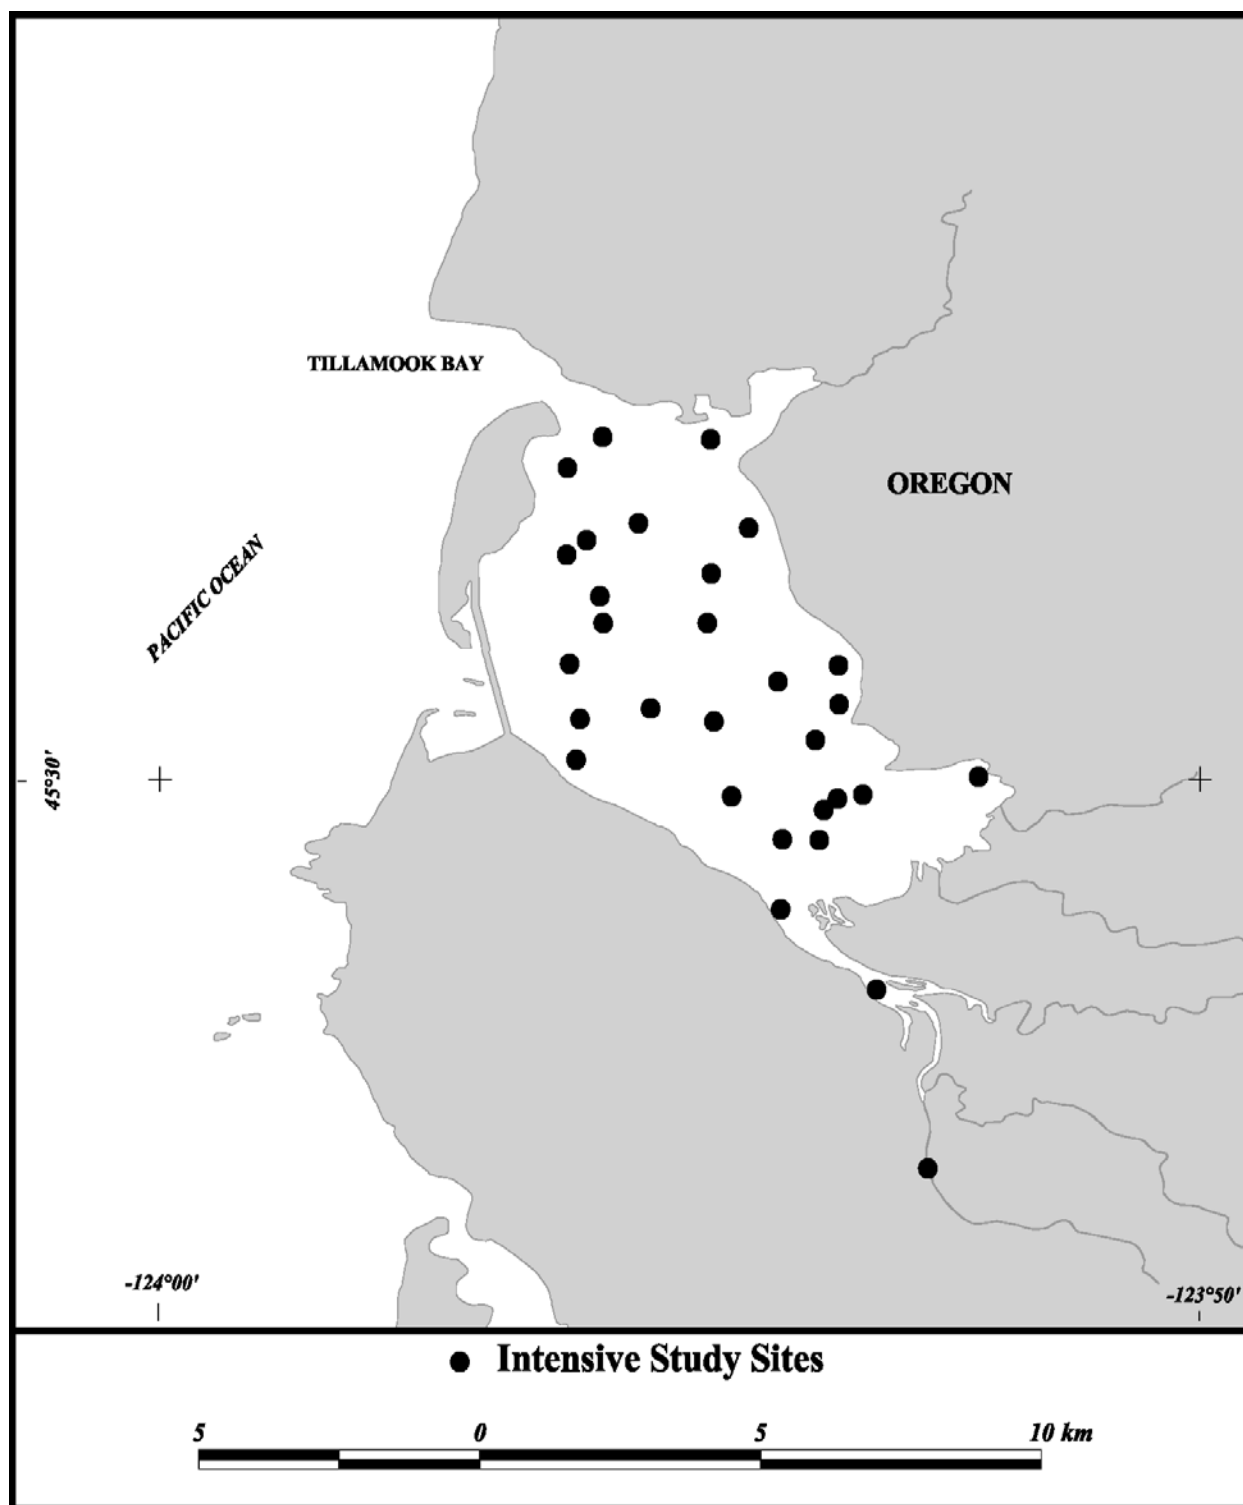 TILLAMOOK BAY
OREGON
PACIFIC OCEAN
45°30'
-124°00'
-123°50'
Intensive Study Sites
5 0 5 10 km